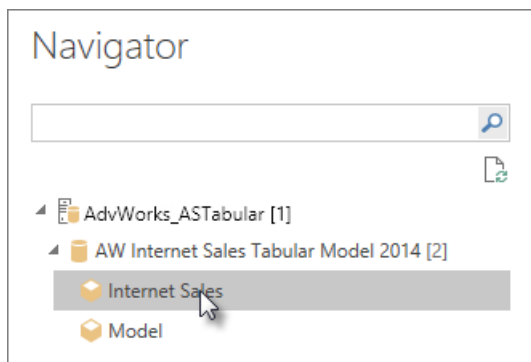 Navigator
AdvWorks_ASTabular [1]
AW Internet Sales Tabular Model 2014 [2]
Internet Sales
Model